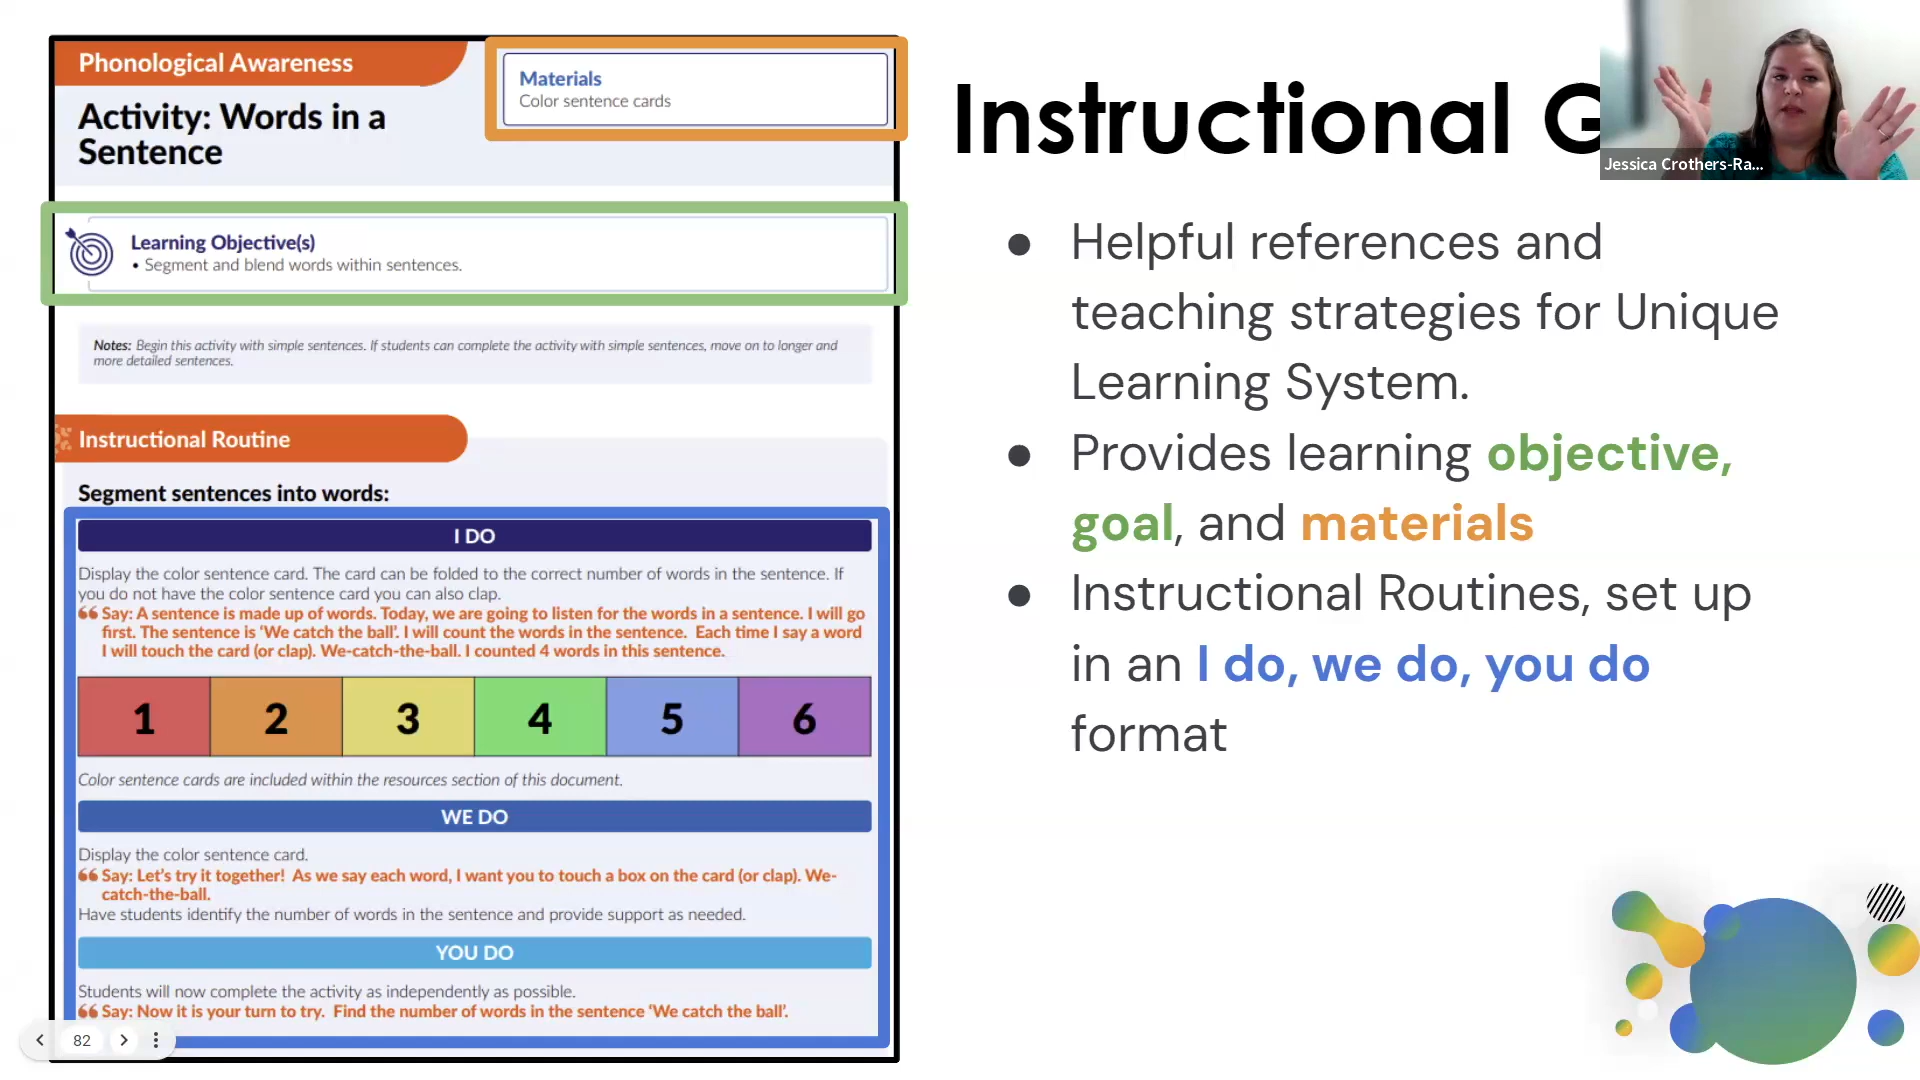 Phonological Awareness
Activity: Words in a
Sentence
Materials
Color sentence cards
Learning Objective(s)
• Segment and blend words within sentences.
Notes: Begin this activity with simple sentences. If students can complete the activity with simple sentences, move on to longer and
more detailed sentences.
Instructional Routine
Segment sentences into words:
I DO
Display the color sentence card. The card can be folded to the correct number of words in the sentence. If
you do not have the color sentence card you can also clap.
“ Say: A sentence is made up of words. Today, we are going to listen for the words in a sentence. I will go
first. The sentence is ‘We catch the ball’. I will count the words in the sentence. Each time I say a word
I will touch the card (or clap). We-catch-the-ball. I counted 4 words in this sentence.
1 2 3 4 5 6
Color sentence cards are included within the resources section of this document.
WE DO
Display the color sentence card.
“ Say: Let’s try it together! As we say each word, I want you to touch a box on the card (or clap). We-
catch-the-ball.
Have students identify the number of words in the sentence and provide support as needed.
YOU DO
Students will now complete the activity as independently as possible.
“ Say: Now it is your turn to try. Find the number of words in the sentence ‘We catch the ball’.
82
Instructional G
Jessica Crothers-Ra...
● Helpful references and
teaching strategies for Unique
Learning System.
● Provides learning objective,
goal, and materials
● Instructional Routines, set up
in an I do, we do, you do
format